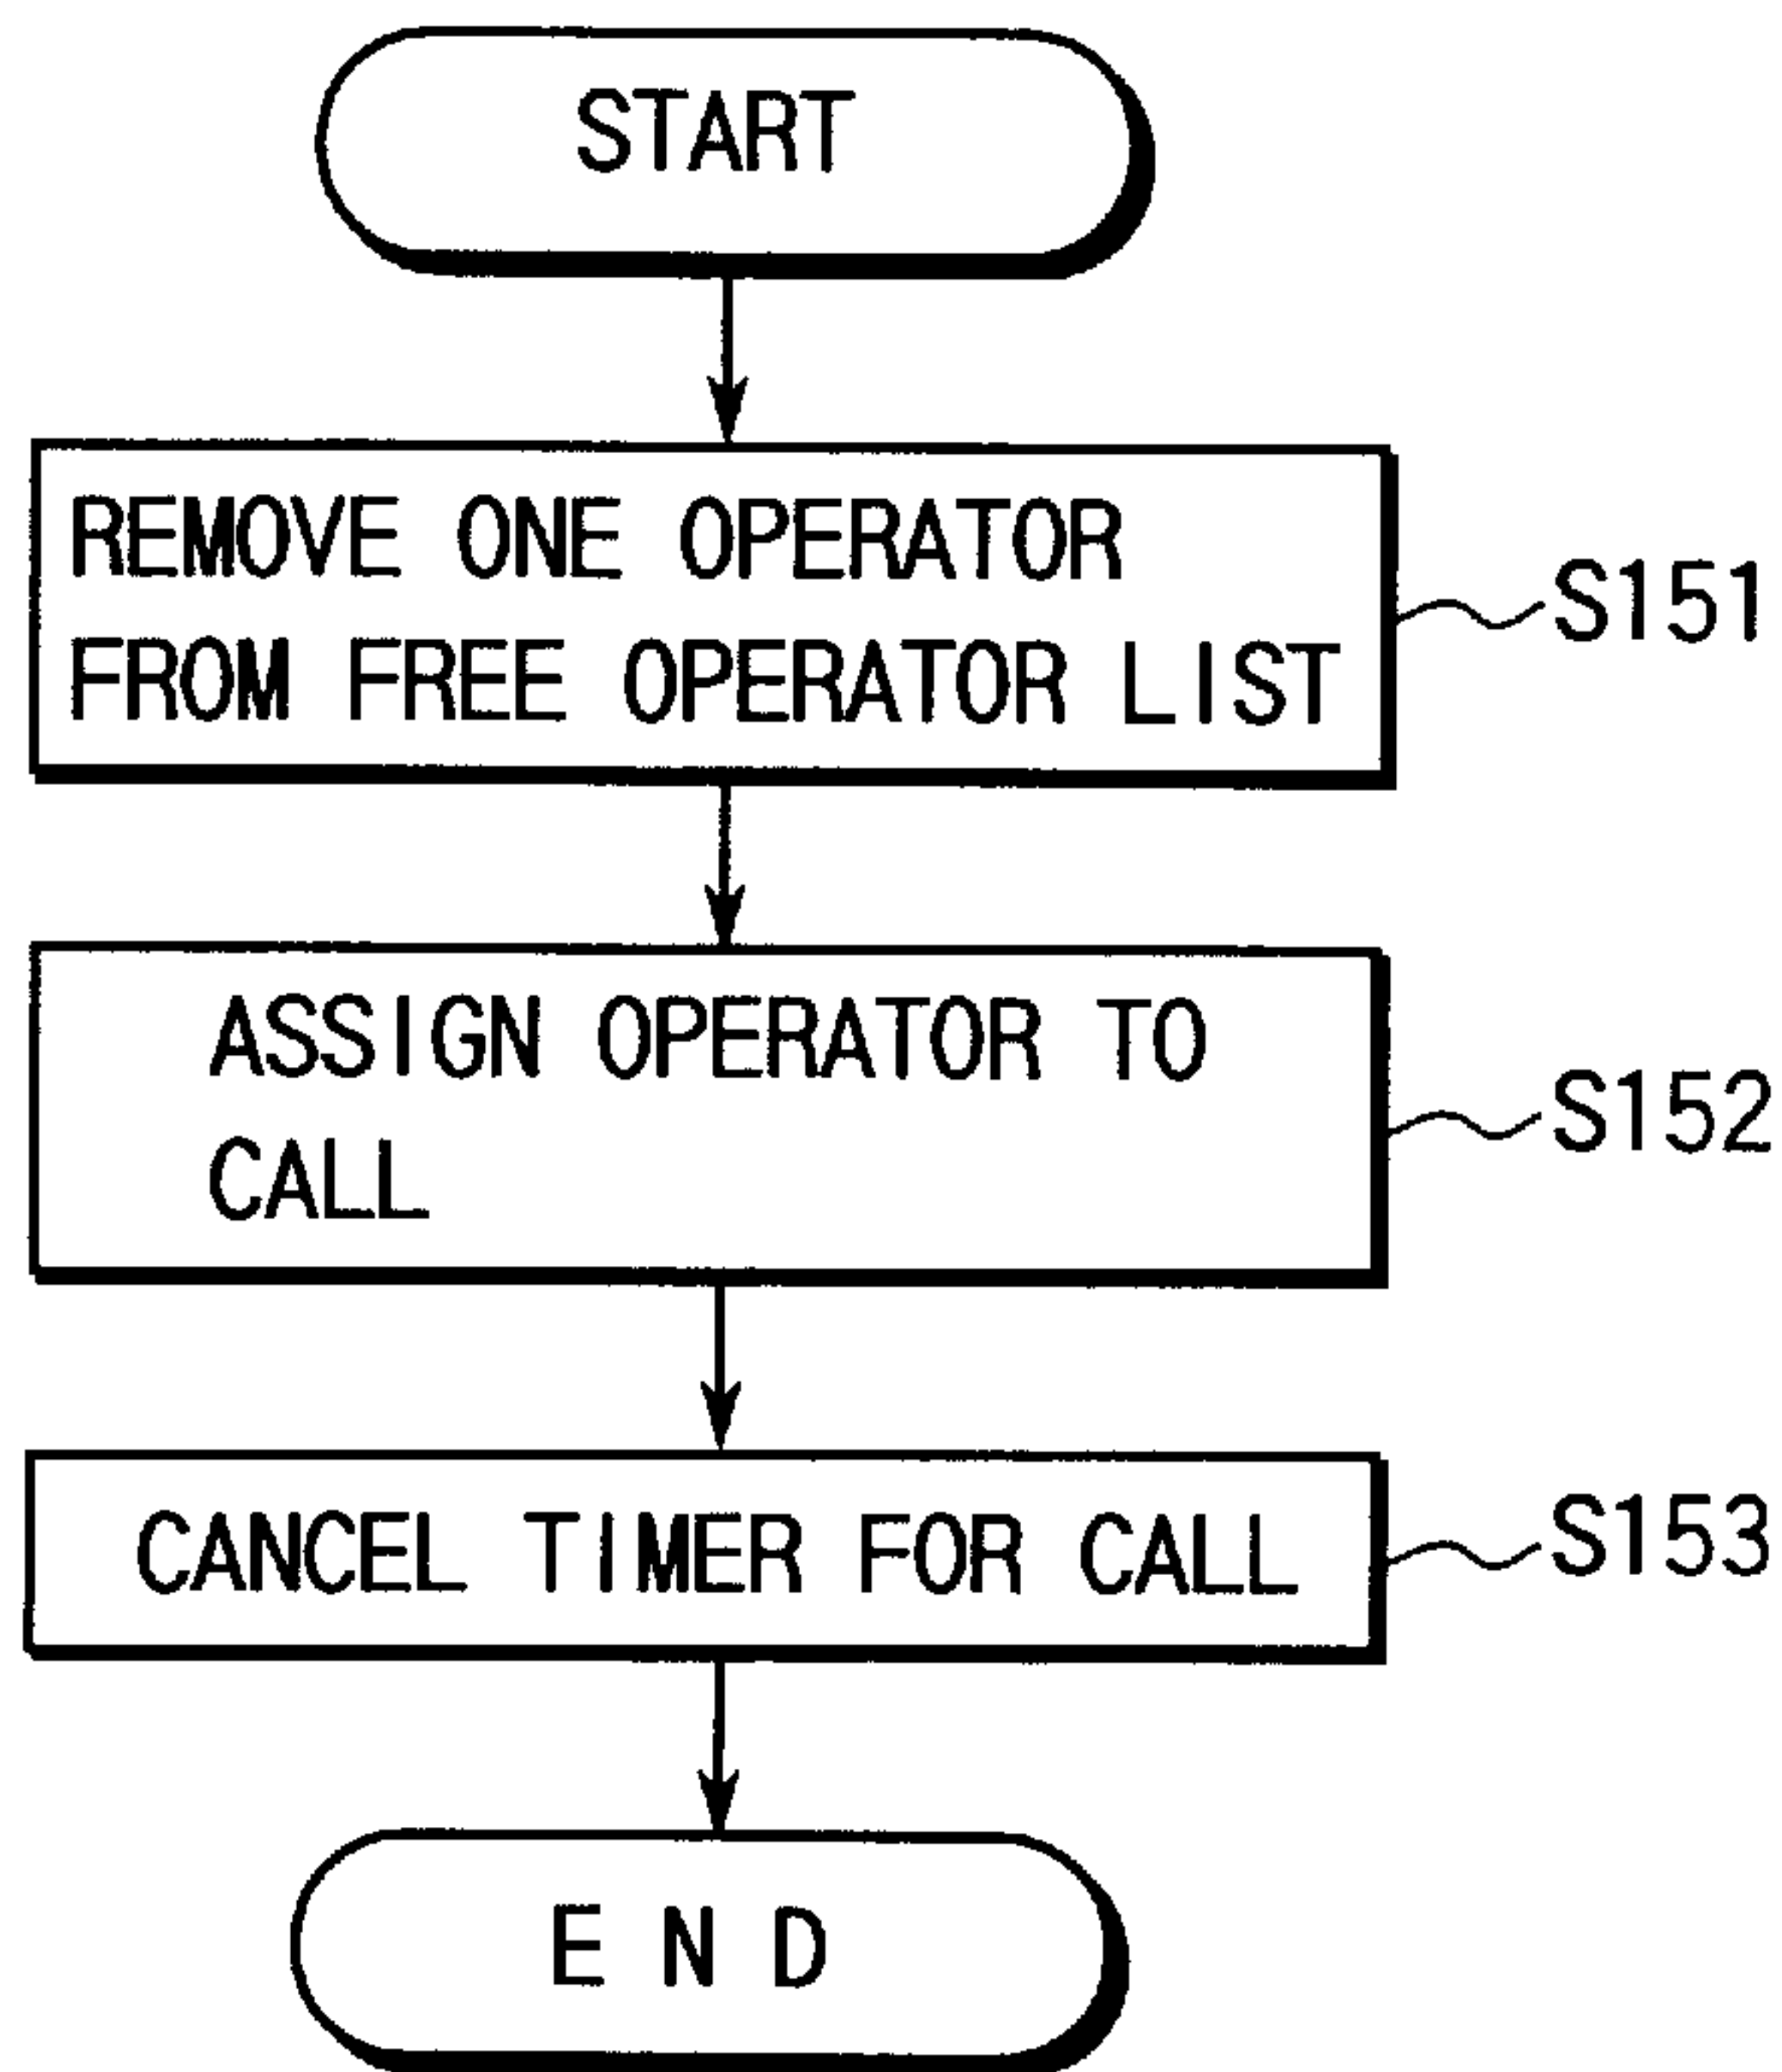 START
REMOVE ONE OPERATOR
FROM FREE OPERATOR LIST
S151
ASSIGN OPERATOR TO
CALL
S152
CANCEL TIMER FOR CALL
S153
END